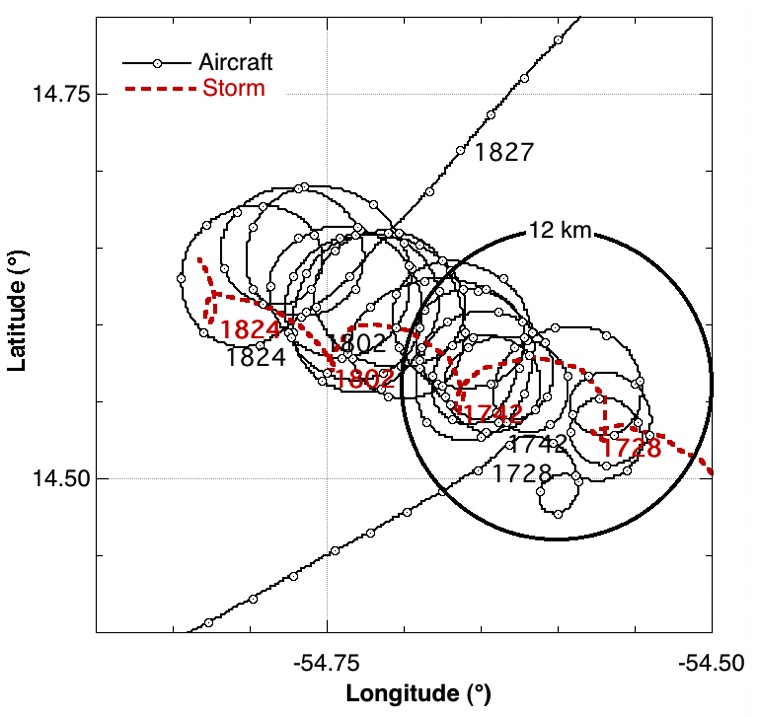 Aircraft
Storm
14.75
1827
12 km
1824
1824
1802
1802
1742
1742
1728
1728
14.50
-54.75
-54.50
Longitude (°)
Latitude (°)